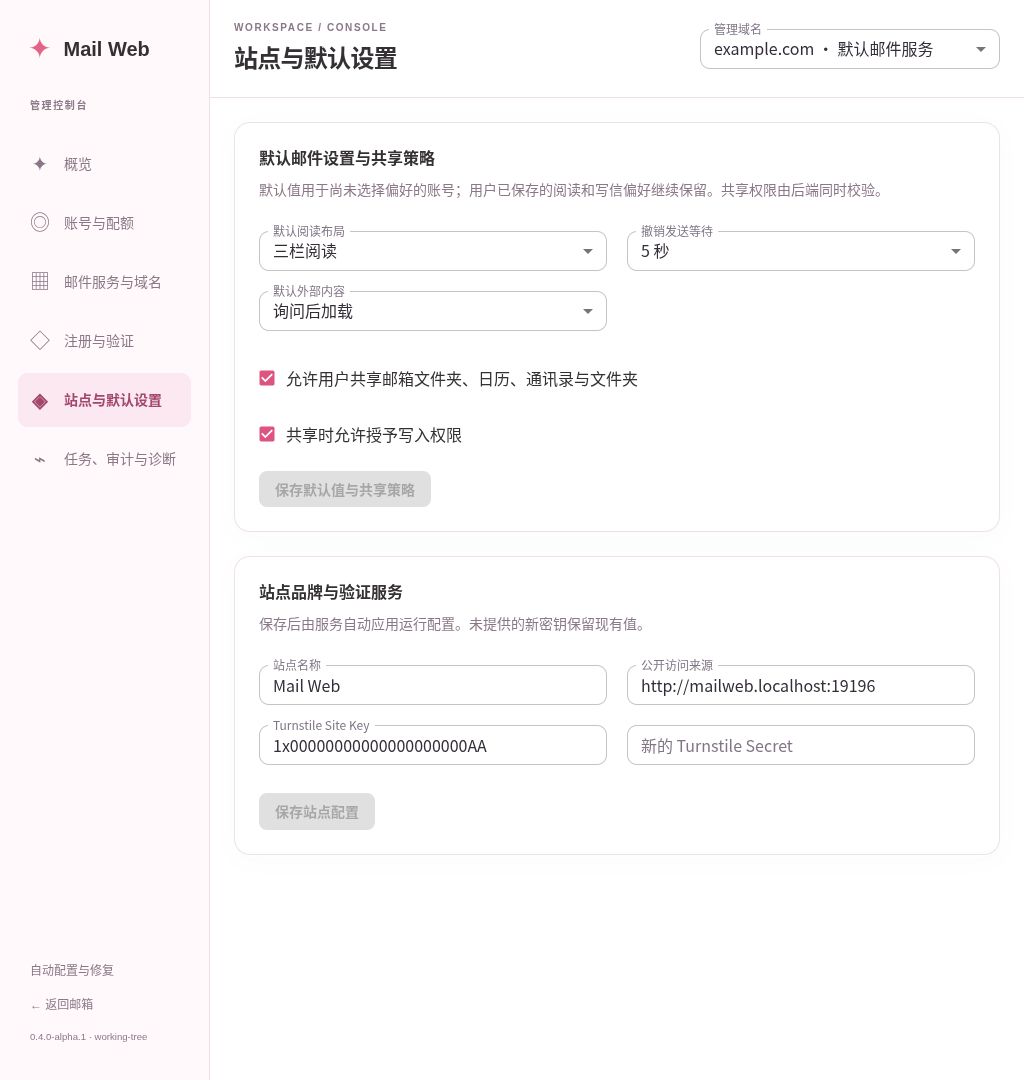 Mail Web
管理控制台
概览
账号与配额
邮件服务与域名
注册与验证
站点与默认设置
任务、审计与诊断
自动配置与修复
← 返回邮箱
0.4.0-alpha.1 · working-tree
WORKSPACE / CONSOLE
站点与默认设置
管理域名
example.com · 默认邮件服务
默认邮件设置与共享策略
默认值用于尚未选择偏好的账号；用户已保存的阅读和写信偏好继续保留。共享权限由后端同时校验。
默认阅读布局
三栏阅读
撤销发送等待
5 秒
默认外部内容
询问后加载
允许用户共享邮箱文件夹、日历、通讯录与文件夹
共享时允许授予写入权限
保存默认值与共享策略
站点品牌与验证服务
保存后由服务自动应用运行配置。未提供的新密钥保留现有值。
站点名称
Mail Web
公开访问来源
http://mailweb.localhost:19196
Turnstile Site Key
1x00000000000000000000AA
新的 Turnstile Secret
保存站点配置